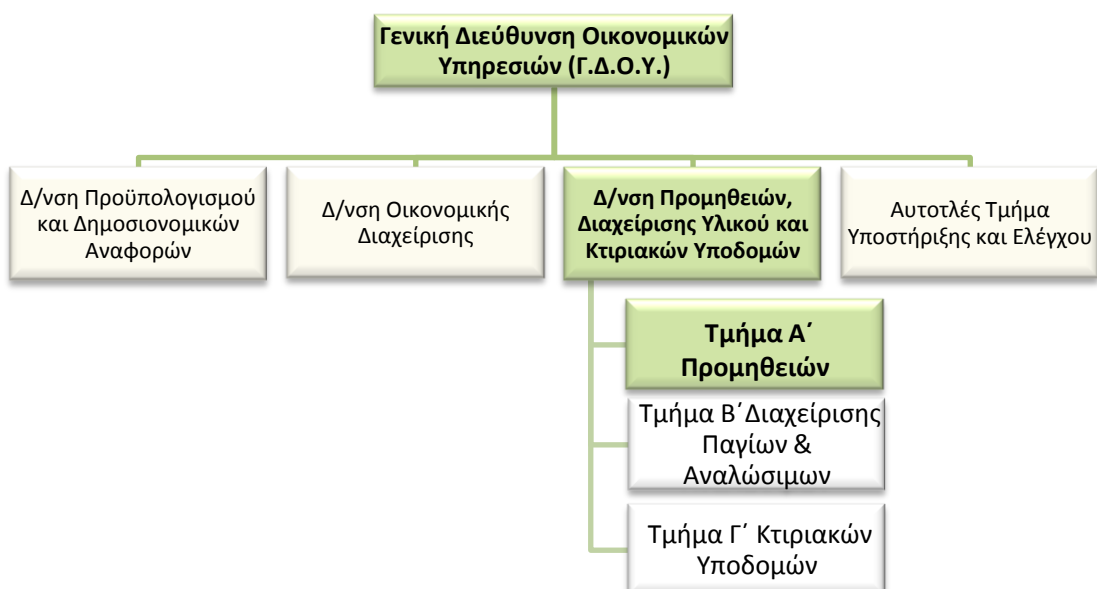 Γενική Διεύθυνση Οικονομικών
Υπηρεσιών (Γ.Δ.Ο.Υ.)
Δ/νση Προϋπολογισμού
και Δημοσιονομικών
Αναφορών
Δ/νση Οικονομικής
Διαχείρισης
Δ/νση Προμηθειών,
Διαχείρισης Υλικού και
Κτιριακών Υποδομών
Αυτοτλές Τμήμα
Υποστήριξης και Ελέγχου
Τμήμα Α΄
Προμηθειών
Τμήμα Β΄Διαχείρισης
Παγίων &
Αναλώσιμων
Τμήμα Γ΄ Κτιριακών
Υποδομών